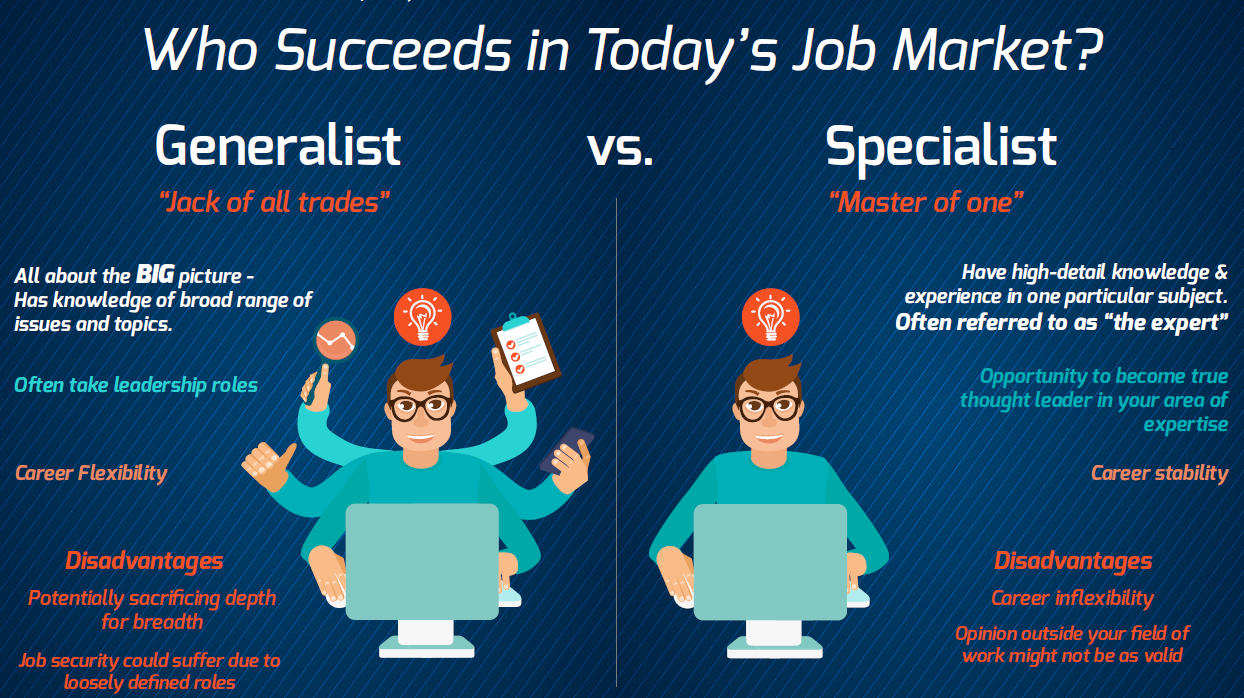 Who Succeeds in Today's Job Market?
Generalist vs. Specialist
“Jack of all trades”
“Master of one”
All about the BIG picture -
Has knowledge of broad range of
issues and topics.
Often take leadership roles
Career Flexibility
Disadvantages
Potentially sacrificing depth
for breadth
Job security could suffer due to
loosely defined roles
Have high-detail knowledge &
experience in one particular subject.
Often referred to as “the expert”
Opportunity to become true
thought leader in your area of
expertise
Career stability
Disadvantages
Career inflexibility
Opinion outside your field of
work might not be as valid